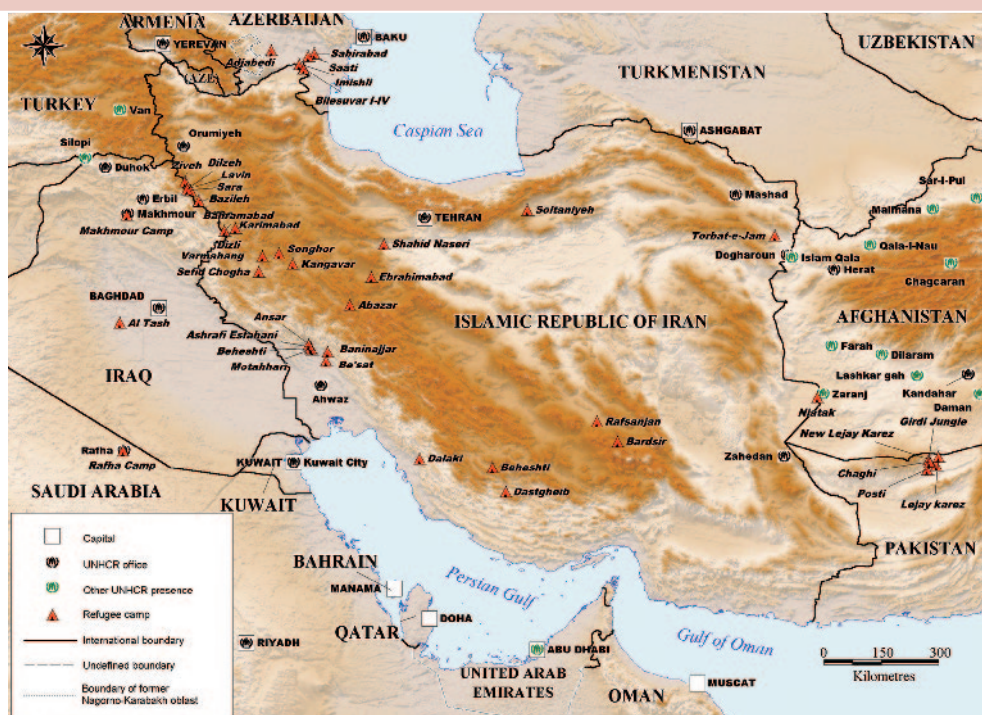 ARMENIA
AZERBAIJAN
YEREVAN
BAKU
Adjabedi
Sabirabad
Saati
Imishli
Bilesuvar I-IV
(AZE)
UZBEKISTAN
TURKMENISTAN
TURKEY
Van
Caspian Sea
ASHGABAT
Silopi
Orumiyeh
Duhok
Ziveh
Dilzeh
Lavin
Sara
Bazileh
Erbil
Makhmour
Makhmour Camp
Bahramabad
Karimabad
Dizli
TEHRAN
Soltaniyeh
Mashad
Sar-I-Pul
Maimana
Torbat-e-Jam
Shahid Naseri
Varmahang
Songhor
Kangavar
Sefid Chogha
Ebrahimabad
Dogharoun
Islam Qala
Qala-I-Nau
Herat
Chagcaran
BAGHDAD
Al Tash
Abazar
ISLAMIC REPUBLIC OF IRAN
AFGHANISTAN
Ansar
Ashrafi Esfahani
Beheshti
Motahhari
Baninajjar
Be'sat
Farah
Dilaram
IRAQ
Ahwaz
Lashkar gah
Zaranj
Kandahar
Niatak
Daman
Girdi Jungle
Rafsanjan
Bardsir
New Lejay Karez
Rafha
Rafha Camp
KUWAIT
Kuwait City
Dalaki
Beheshti
Dastgheib
Zahedan
Chaghi
Posti
Lejay karez
SAUDI ARABIA
KUWAIT
PAKISTAN
BAHRAIN
MANAMA
Persian Gulf
QATAR
DOHA
Gulf of Oman
RIYADH
ABU DHABI
UNITED ARAB
EMIRATES
OMAN
MUSCAT
0 150 300
Kilometres
Capital
UNHCR office
Other UNHCR presence
Refugee camp
International boundary
Undefined boundary
Boundary of former
Nagorno-Karabakh oblast